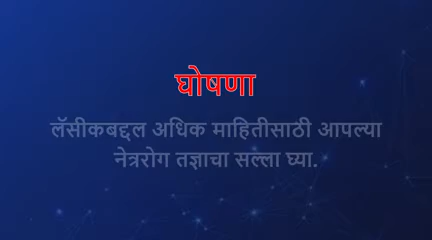 घोषणा
लॅसीकबद्दल अधिक माहितीसाठी आपल्या
नेत्ररोग तज्ञाचा सल्ला घ्या.